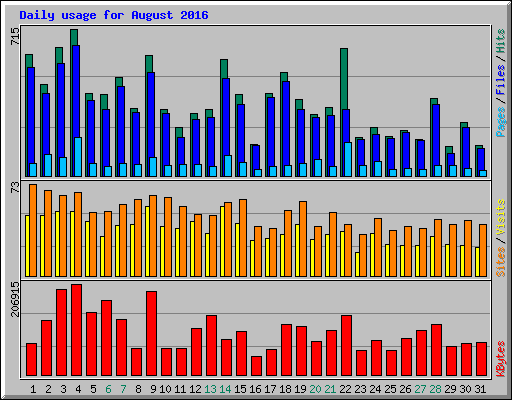 Daily usage for August 2016
715
Pages / Files / Hits
73
Sites / Visits
206915
KBytes
1 2 3 4 5 6 7 8 9 10 11 12 13 14 15 16 17 18 19 20 21 22 23 24 25 26 27 28 29 30 31